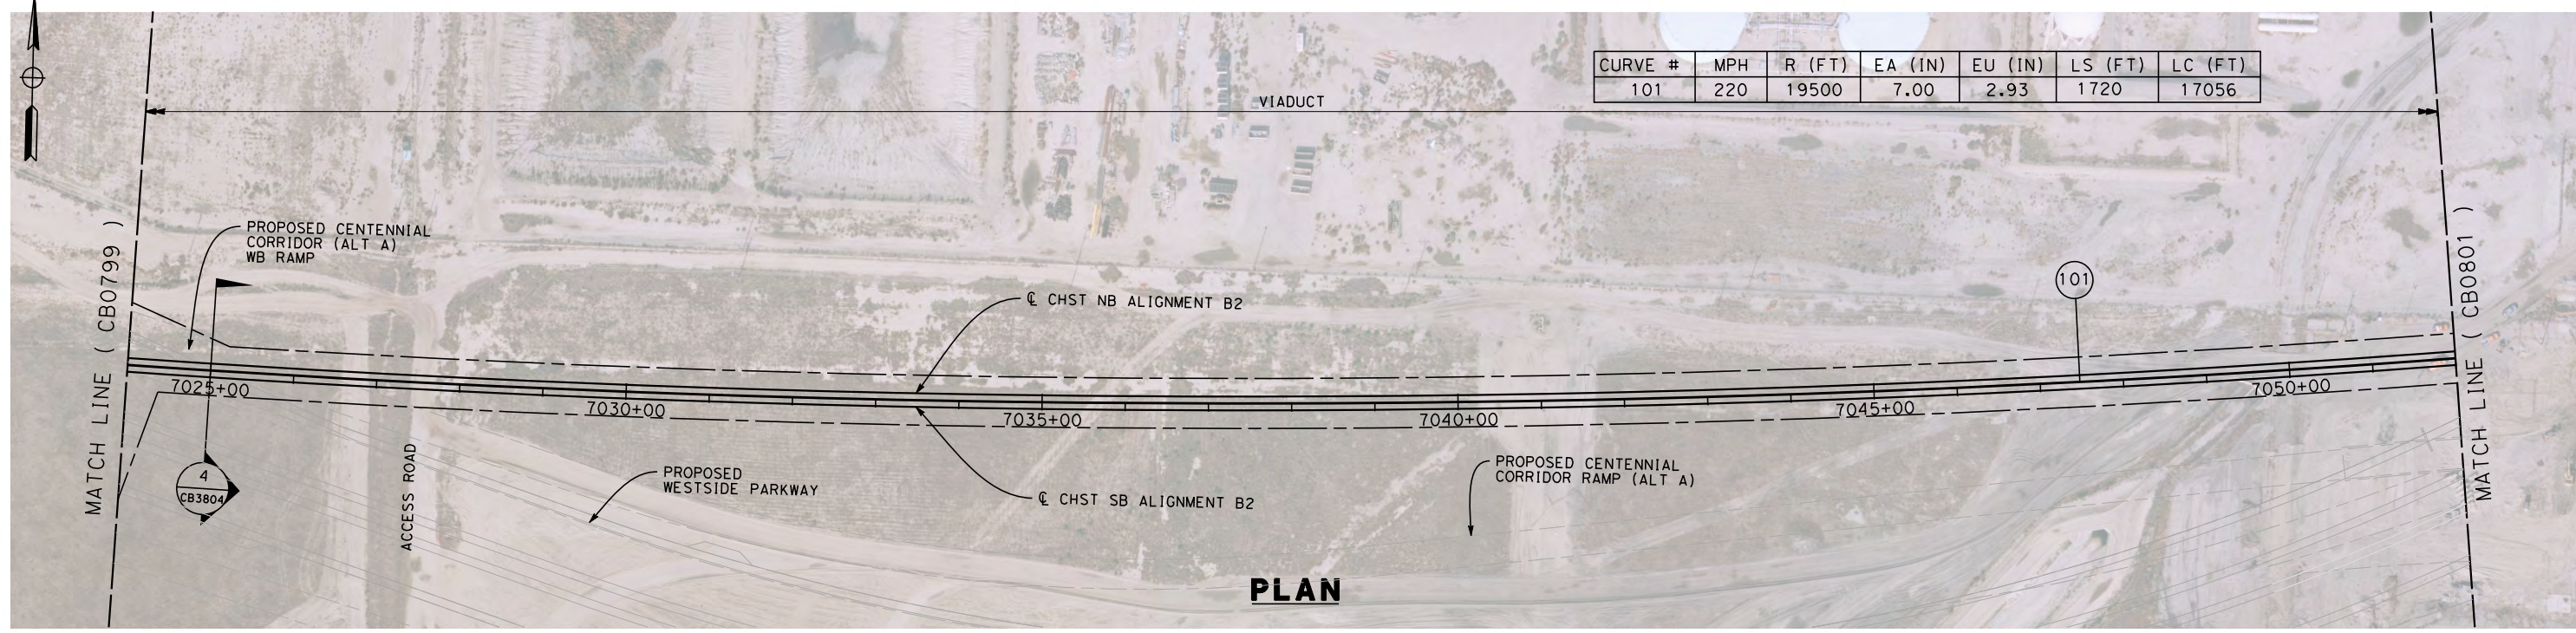 CURVE # MPH R (FT) EA (IN) EU (IN) LS (FT) LC (FT)
101 220 19500 7.00 2.93 1720 17056
VIADUCT
PROPOSED CENTENNIAL
CORRIDOR (ALT A)
WB RAMP
MATCH LINE ( CB0799 )
MATCH LINE ( CB0801 )
101
℄ CHST NB ALIGNMENT B2
7025+00
7030+00
7035+00
7040+00
7045+00
7050+00
4
CB3804
ACCESS ROAD
PROPOSED
WESTSIDE PARKWAY
℄ CHST SB ALIGNMENT B2
PROPOSED CENTENNIAL
CORRIDOR RAMP (ALT A)
PLAN